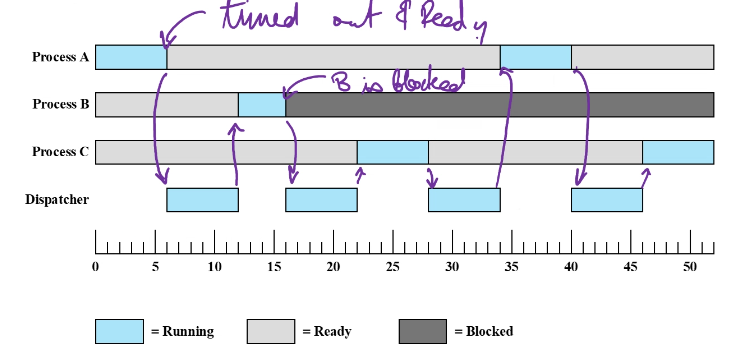 timed out & Ready
Process A
B is blocked
Process B
Process C
Dispatcher
0 5 10 15 20 25 30 35 40 45 50
= Running = Ready = Blocked